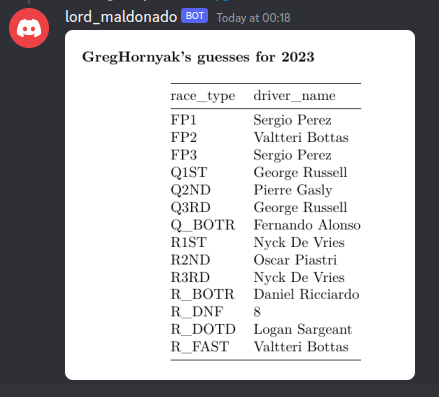 lord_maldonado BOT Today at 00:18
GregHornyak's guesses for 2023
race_type driver_name
FP1 Sergio Perez
FP2 Valtteri Bottas
FP3 Sergio Perez
Q1ST George Russell
Q2ND Pierre Gasly
Q3RD George Russell
Q_BOTR Fernando Alonso
R1ST Nyck De Vries
R2ND Oscar Piastri
R3RD Nyck De Vries
R_BOTR Daniel Ricciardo
R_DNF 8
R_DOTD Logan Sargeant
R_FAST Valtteri Bottas